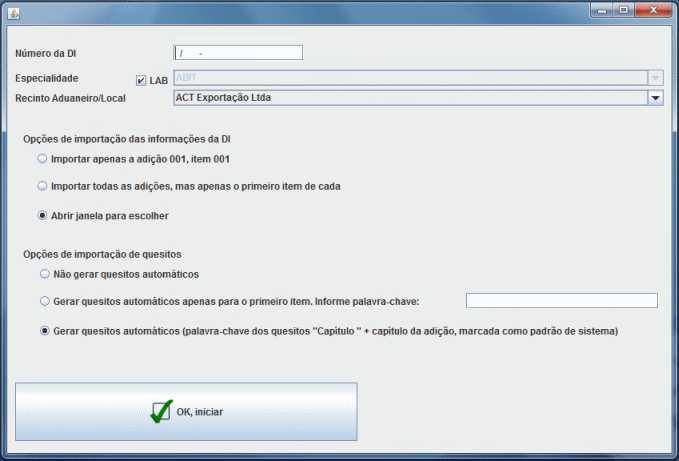 Número da DI
/ -
Especialidade
LAB
ABIT
Recinto Aduaneiro/Local
ACT Exportação Ltda
Opções de importação das informações da DI
Importar apenas a adição 001, item 001
Importar todas as adições, mas apenas o primeiro item de cada
Abrir janela para escolher
Opções de importação de quesitos
Não gerar quesitos automáticos
Gerar quesitos automáticos apenas para o primeiro item. Informe palavra-chave:
Gerar quesitos automáticos (palavra-chave dos quesitos "Capítulo " + capítulo da adição, marcada como padrão de sistema)
OK, iniciar